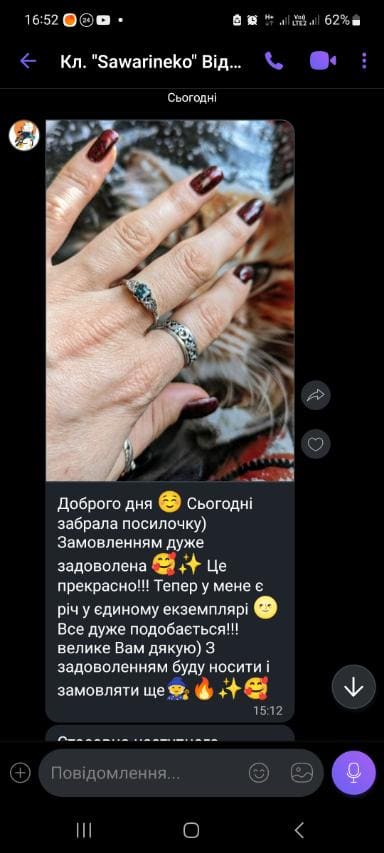 16:52
62%
Кл. "Sawarineko" Від...
Сьогодні
Доброго дня ☺️ Сьогодні
забрала посилочку)
Замовленням дуже
задоволена 🥰✨ Це
прекрасно!!! Тепер у мене є
річ у єдиному екземплярі 🌝
Все дуже подобається!!!
велике Вам дякую) З
задоволенням буду носити і
замовляти ще🧙‍♀️🔥✨🥰
15:12
Повідомлення...